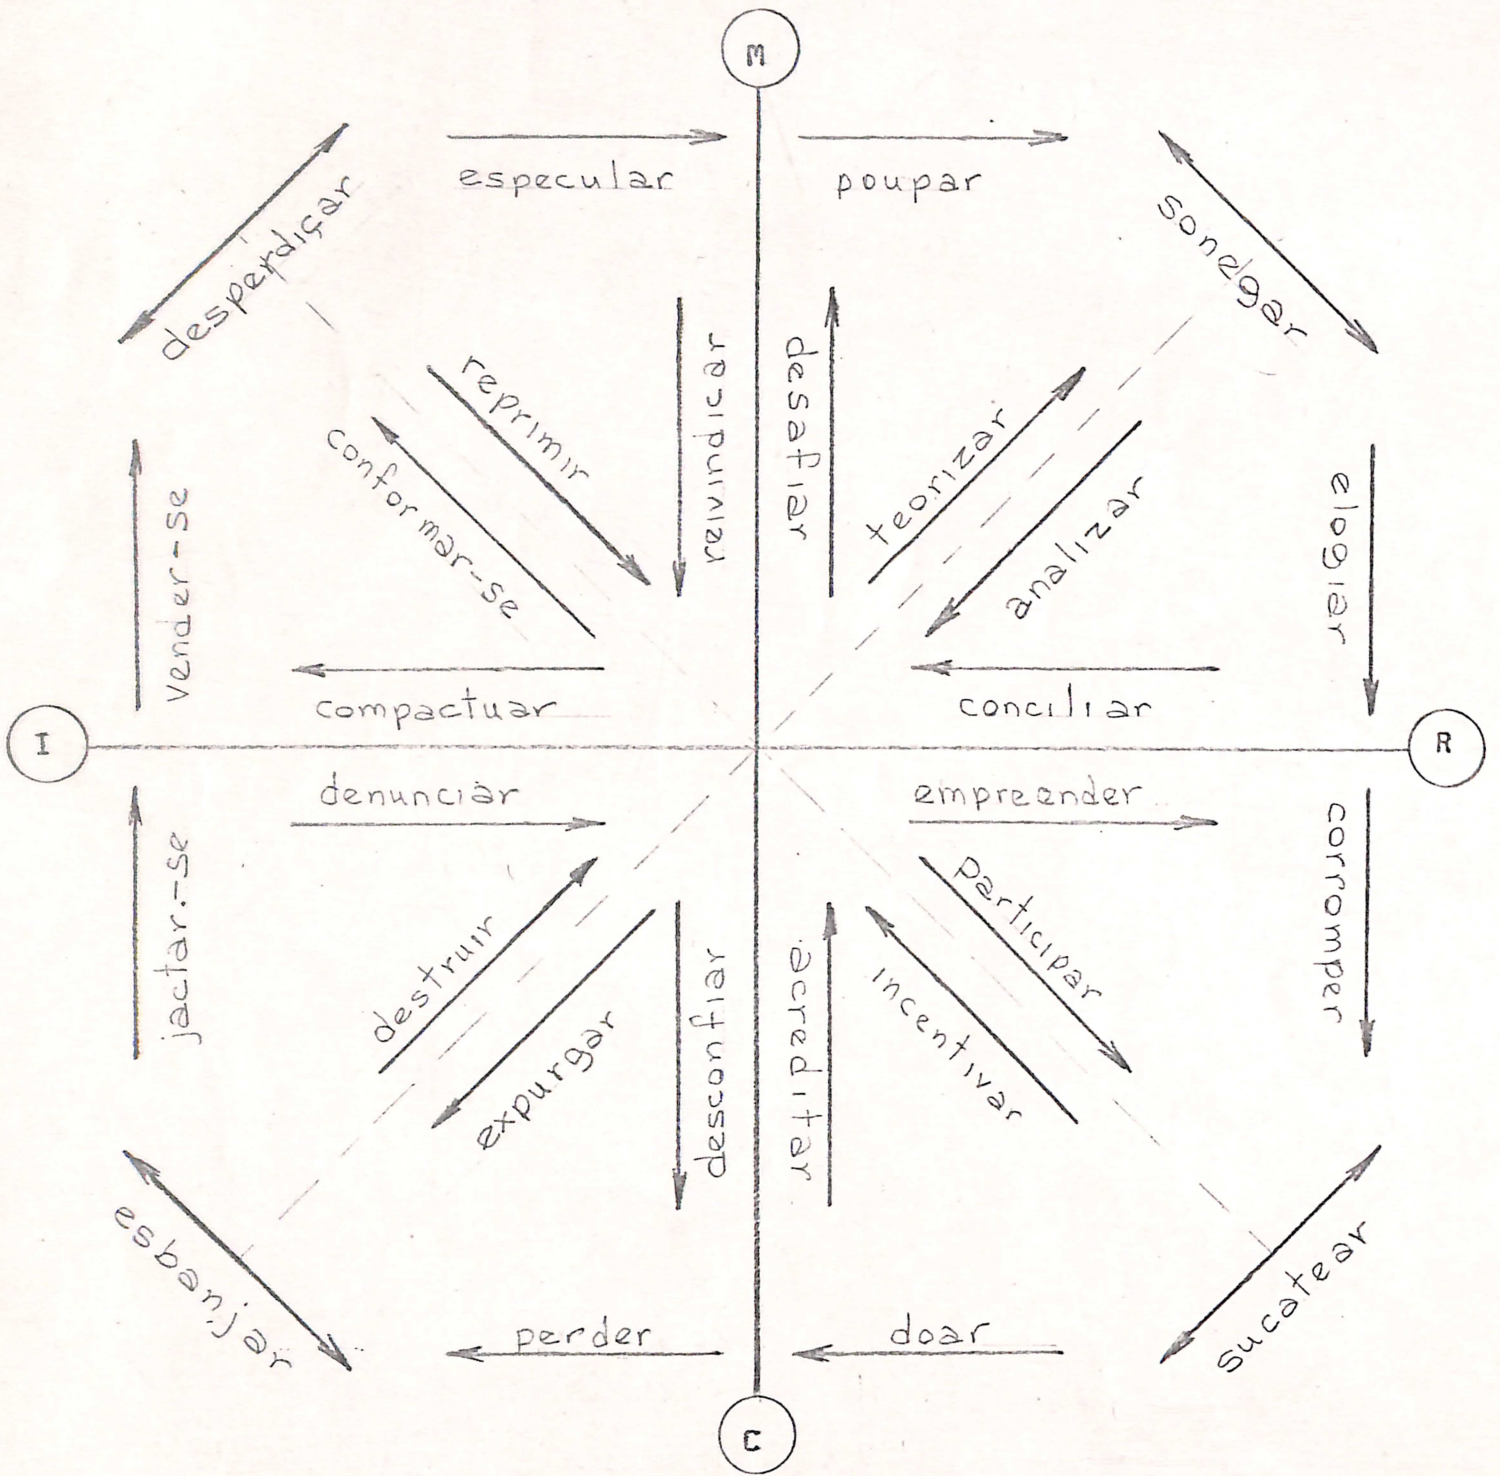 M
especular
poupar
desperdiçar
sonegar
reprimir
conformar-se
reivindicar
desafiar
teorizar
analizar
vender-se
elogiar
compactuar
conciliar
I
R
denunciar
empreender
jactar-se
corromper
destruir
expurgar
desconfiar
acreditar
participar
incentivar
esbanjar
sucatear
perder
doar
C